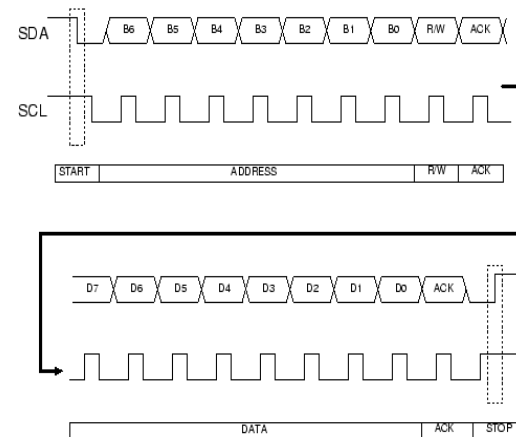 SDA B6 B5 B4 B3 B2 B1 B0 R/W ACK
SCL
START ADDRESS R/W ACK
D7 D6 D5 D4 D3 D2 D1 D0 ACK
DATA ACK STOP